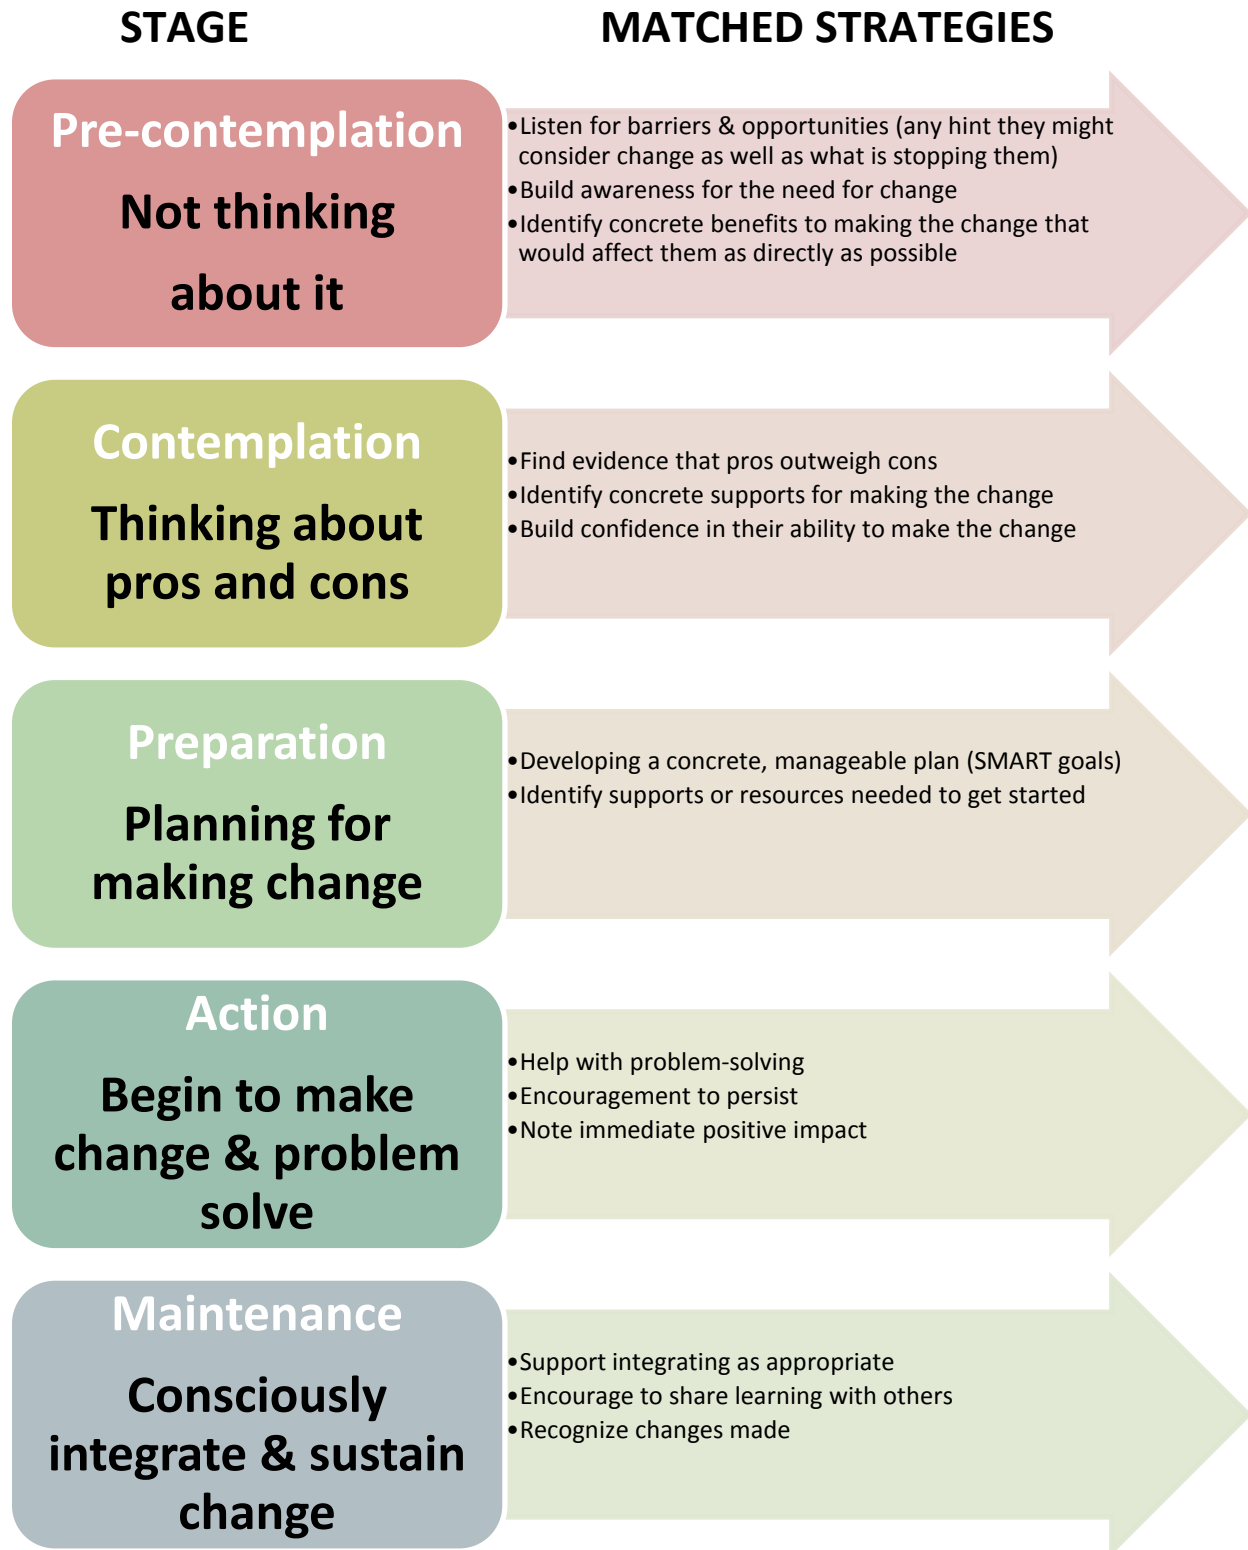 STAGE
MATCHED STRATEGIES
Pre-contemplation
Not thinking
about it
•Listen for barriers & opportunities (any hint they might
consider change as well as what is stopping them)
•Build awareness for the need for change
•Identify concrete benefits to making the change that
would affect them as directly as possible
Contemplation
Thinking about
pros and cons
•Find evidence that pros outweigh cons
•Identify concrete supports for making the change
•Build confidence in their ability to make the change
Preparation
Planning for
making change
•Developing a concrete, manageable plan (SMART goals)
•Identify supports or resources needed to get started
Action
Begin to make
change & problem
solve
•Help with problem-solving
•Encouragement to persist
•Note immediate positive impact
Maintenance
Consciously
integrate & sustain
change
•Support integrating as appropriate
•Encourage to share learning with others
•Recognize changes made